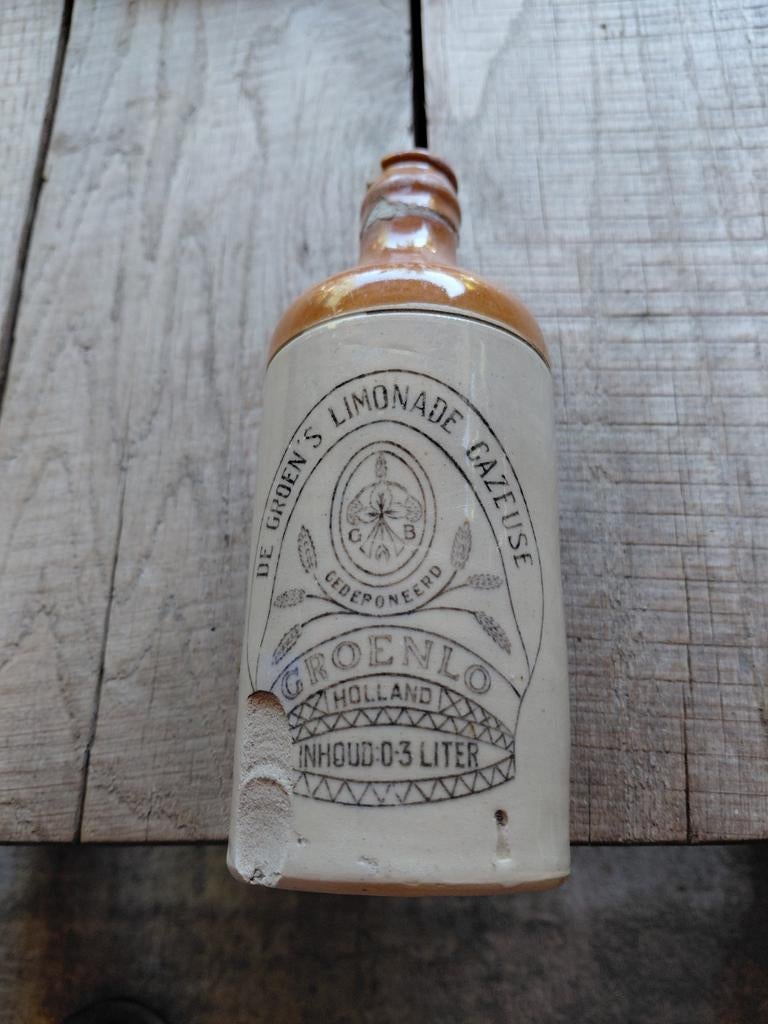 DE GROEN'S LIMONADE GAZEUSE
G B
GEDEPONEERD
GROENLO
HOLLAND
INHOUD·0·3 LITER